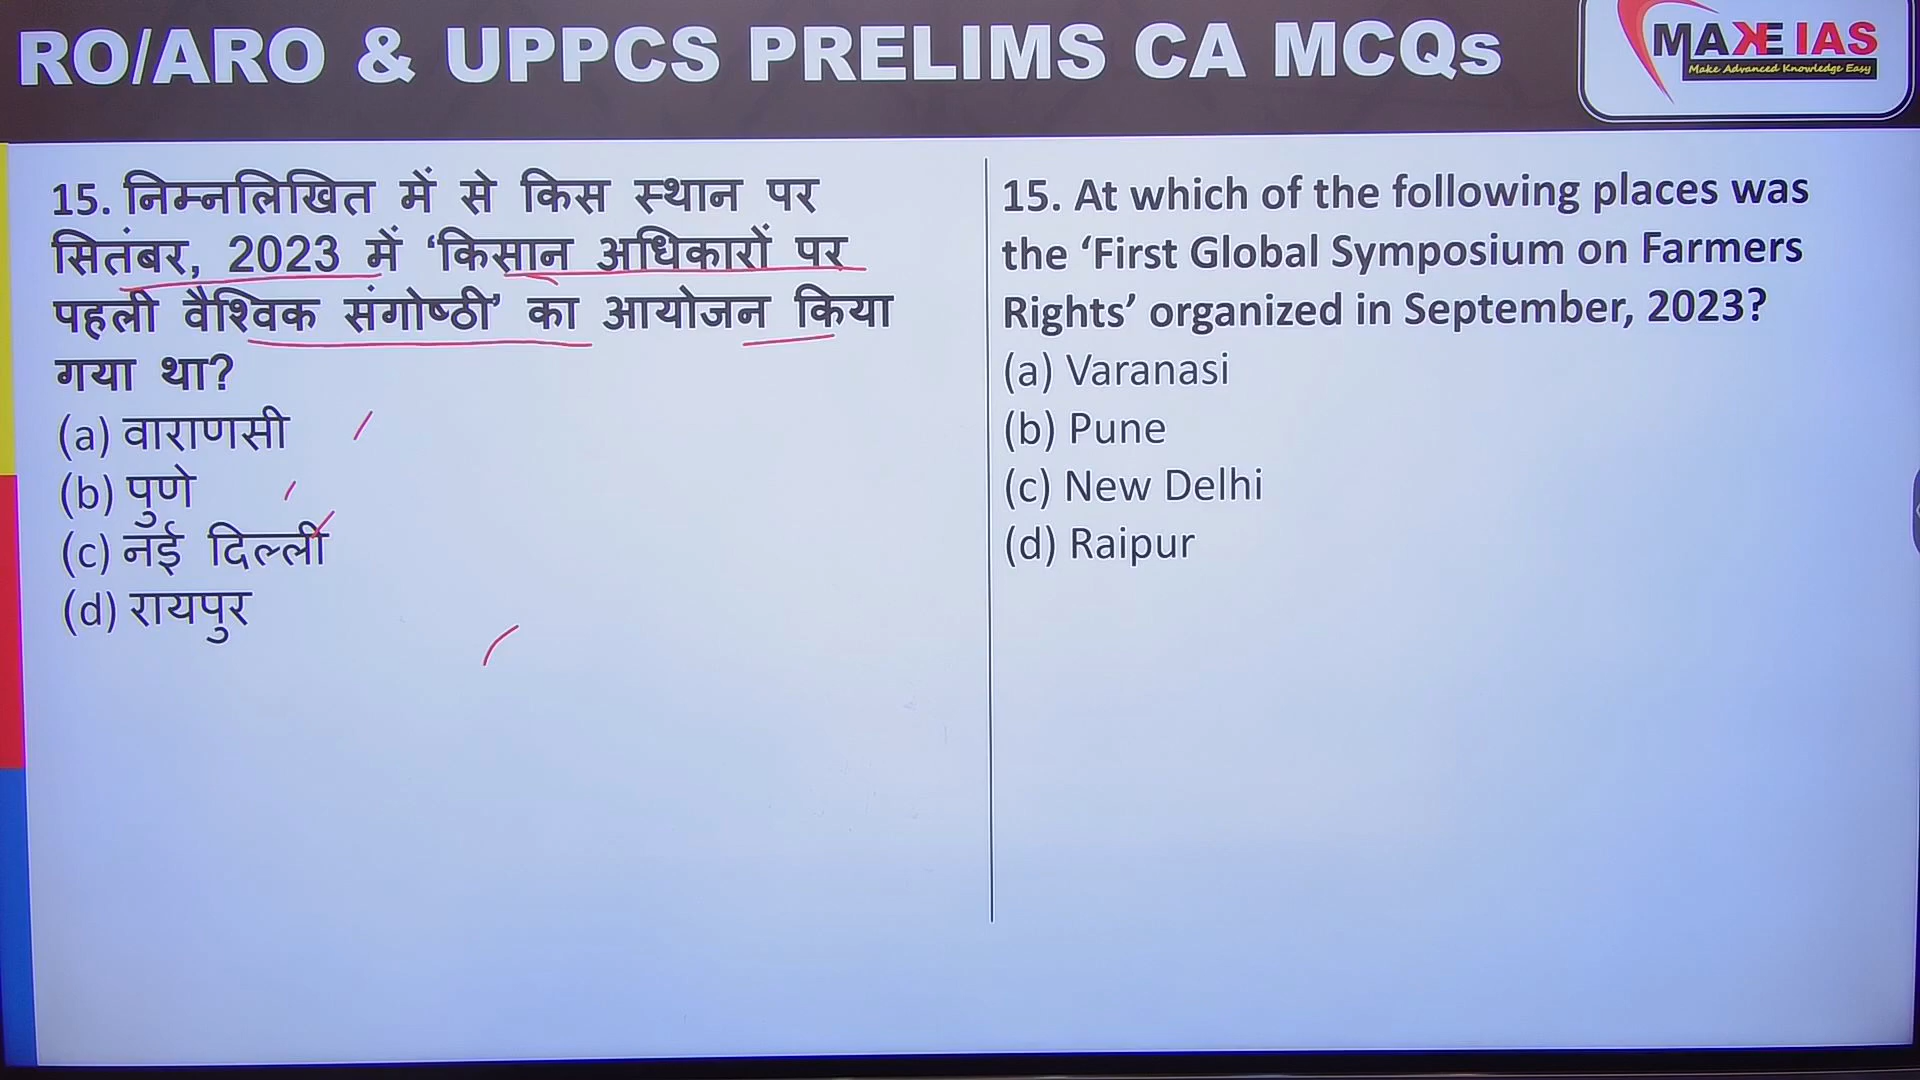 RO/ARO & UPPCS PRELIMS CA MCQs
MAKE IAS
Make Advanced Knowledge Easy
15. निम्नलिखित में से किस स्थान पर
सितंबर, 2023 में ‘किसान अधिकारों पर
पहली वैश्विक संगोष्ठी’ का आयोजन किया
गया था?
(a) वाराणसी
(b) पुणे
(c) नई दिल्ली
(d) रायपुर
15. At which of the following places was
the ‘First Global Symposium on Farmers
Rights’ organized in September, 2023?
(a) Varanasi
(b) Pune
(c) New Delhi
(d) Raipur